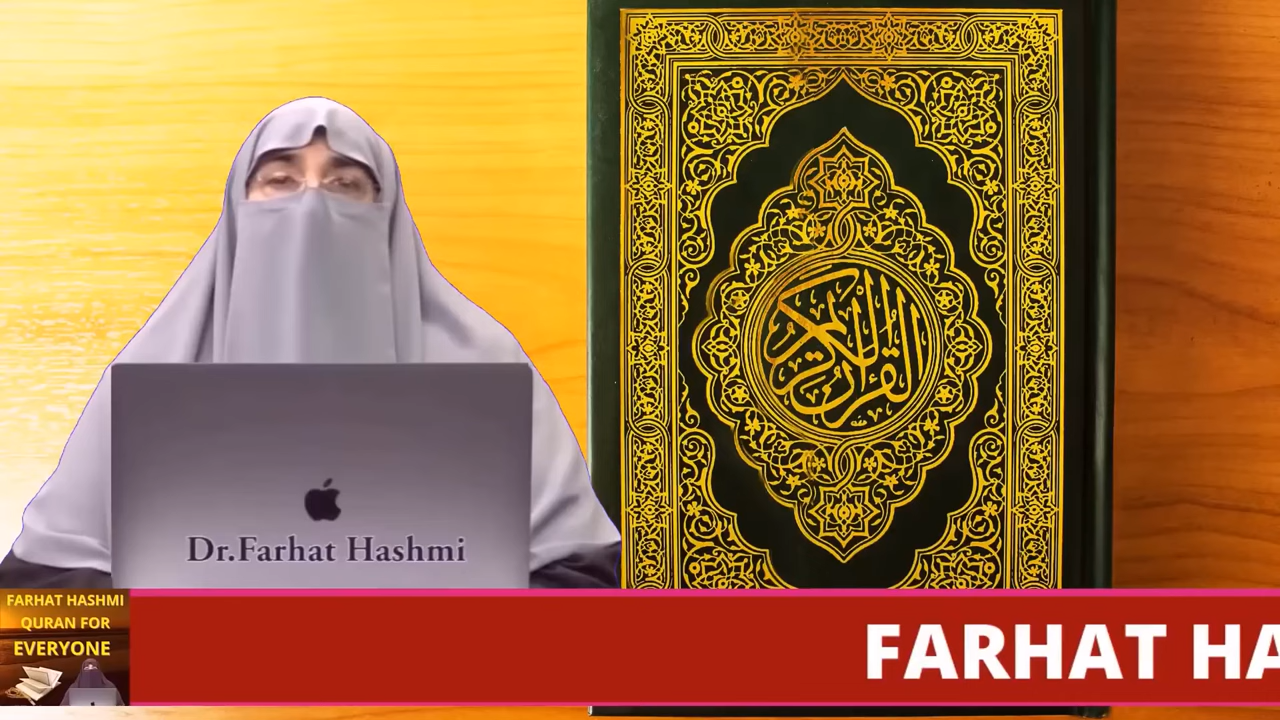 القرآن الكريم
Dr.Farhat Hashmi
FARHAT HASHMI
QURAN FOR
EVERYONE
FARHAT HA